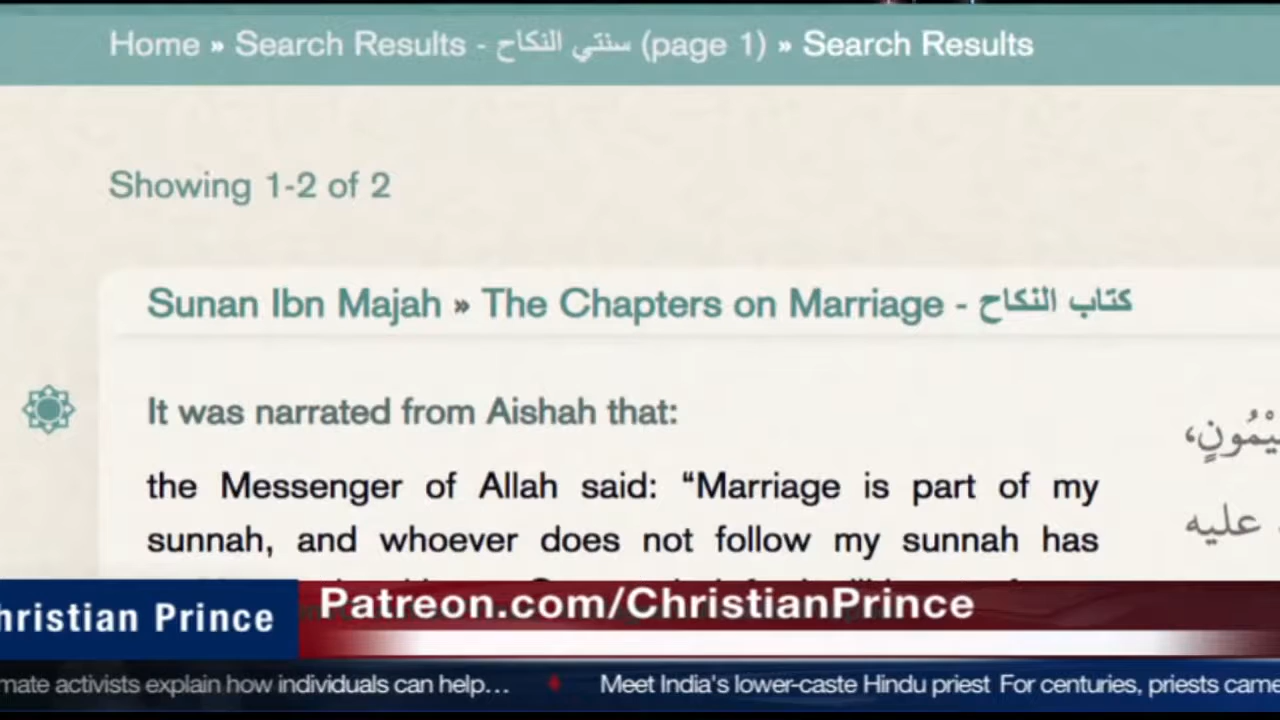 Home » Search Results - سنتي النكاح (page 1) » Search Results
Showing 1-2 of 2
Sunan Ibn Majah » The Chapters on Marriage - كتاب النكاح
It was narrated from Aishah that:
the Messenger of Allah said: “Marriage is part of my
sunnah, and whoever does not follow my sunnah has
عليه
hristian Prince
Patreon.com/ChristianPrince
mate activists explain how individuals can help... ♦ Meet India's lower-caste Hindu priest For centuries, priests came